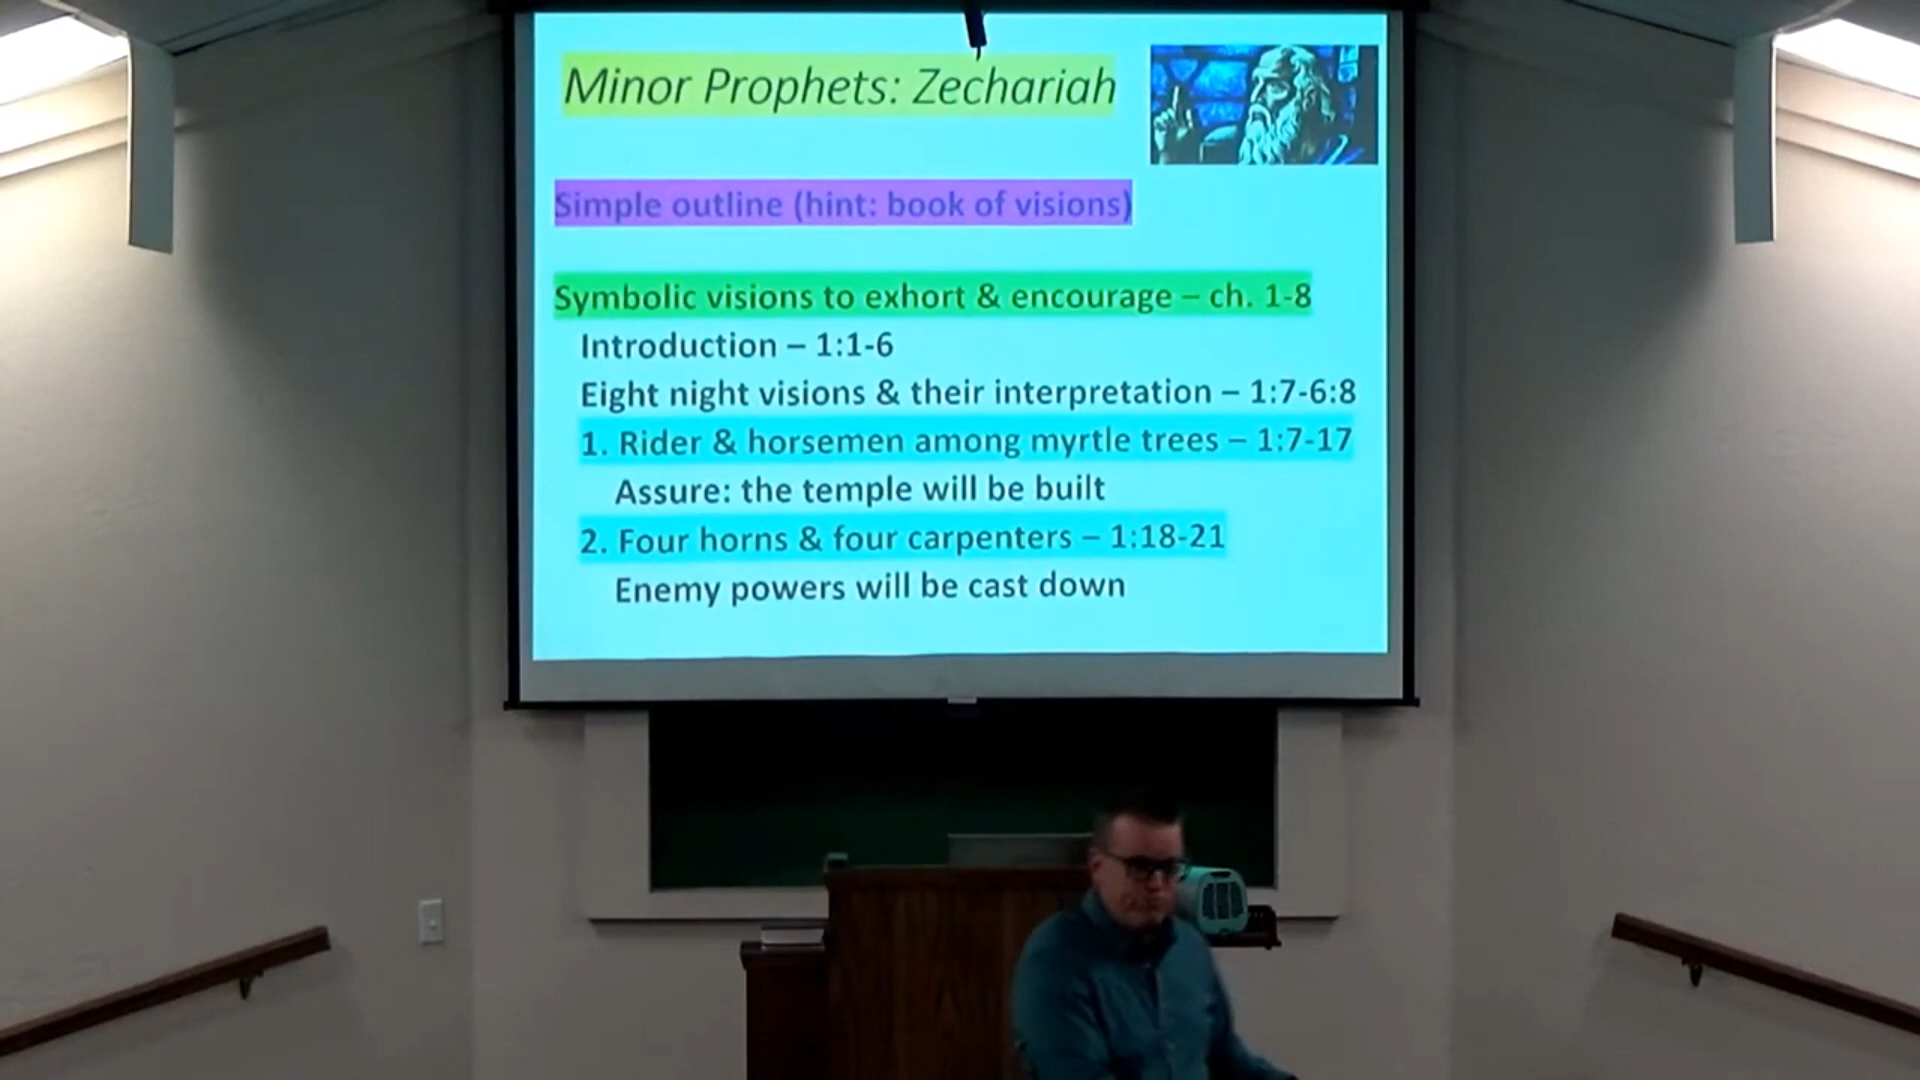 Minor Prophets: Zechariah
Simple outline (hint: book of visions)
Symbolic visions to exhort & encourage – ch. 1-8
Introduction – 1:1-6
Eight night visions & their interpretation – 1:7-6:8
1. Rider & horsemen among myrtle trees – 1:7-17
Assure: the temple will be built
2. Four horns & four carpenters – 1:18-21
Enemy powers will be cast down